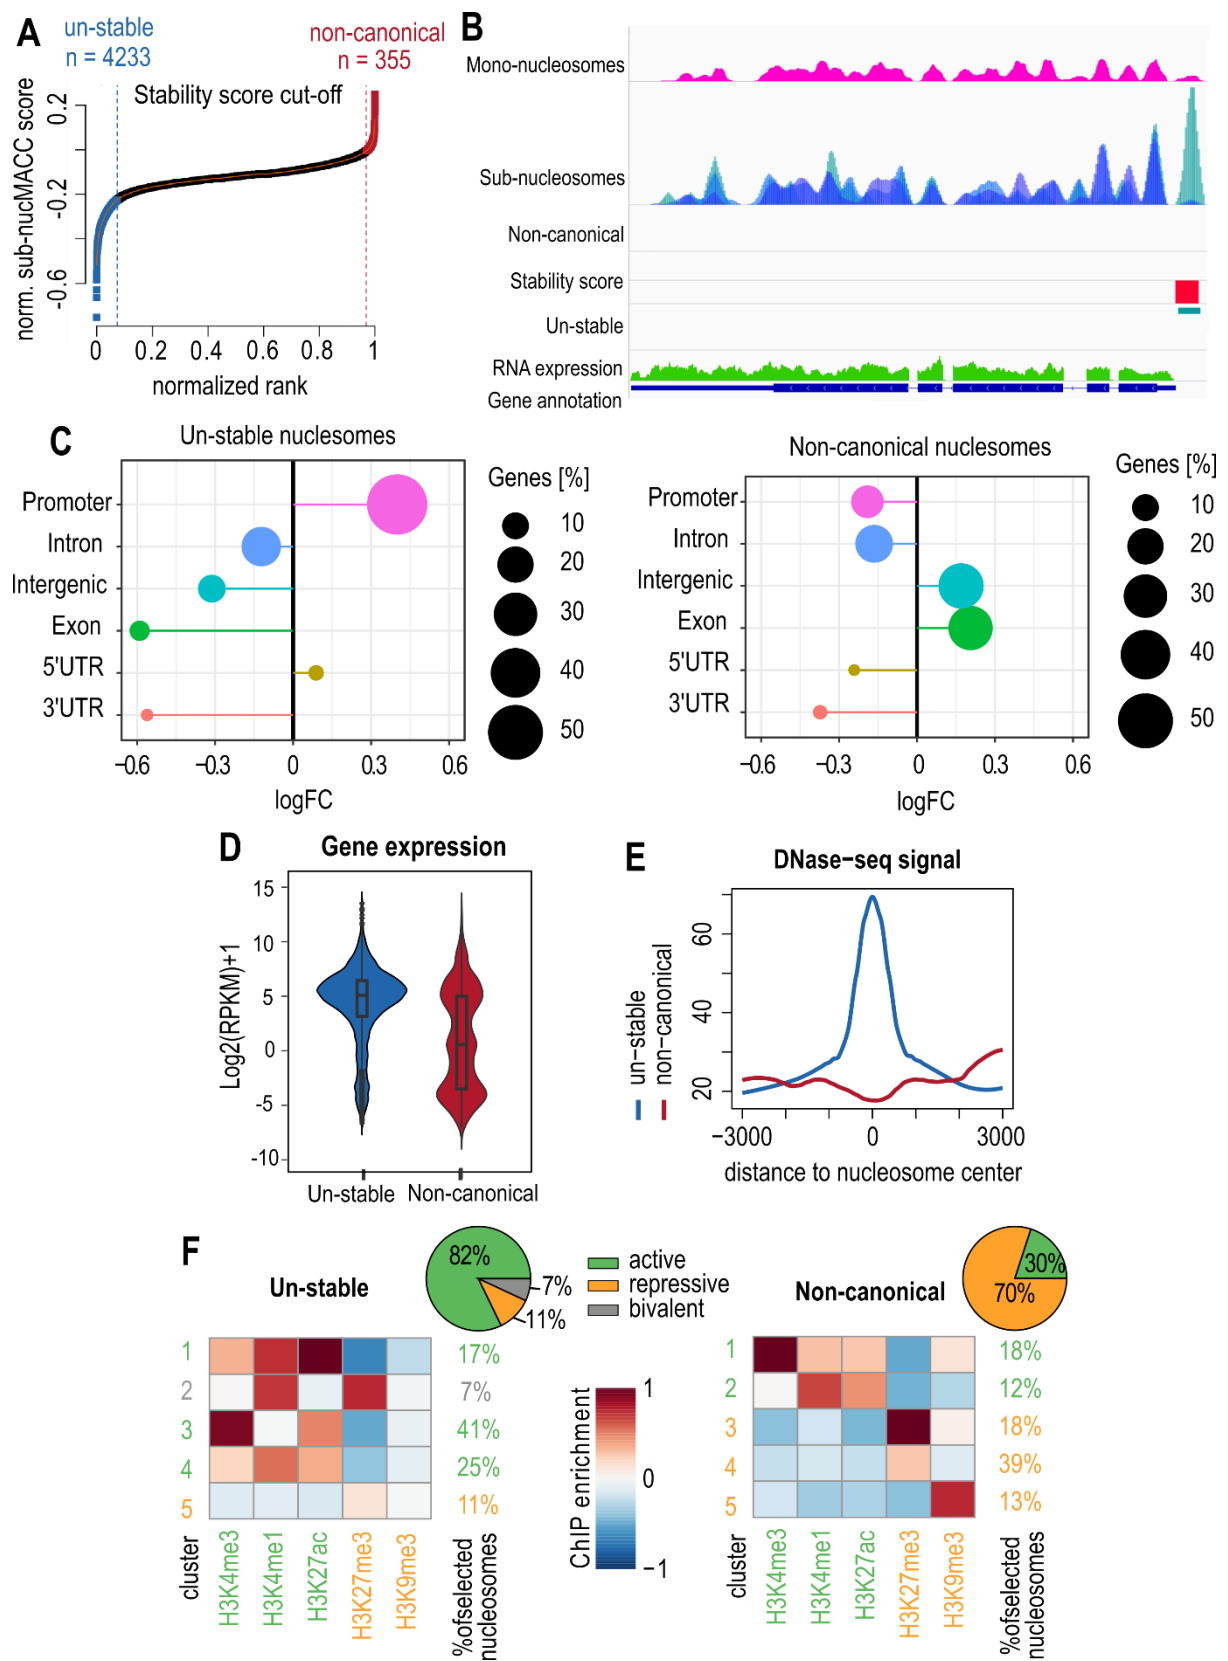 A
un-stable
n = 4233
non-canonical
n = 355
Stability score cut-off
norm. sub-nucMACC score
0.2
-0.2
-0.6
0
0.2
0.4
0.6
0.8
1
normalized rank
B
Mono-nucleosomes
Sub-nucleosomes
Non-canonical
Stability score
Un-stable
RNA expression
Gene annotation
C
Un-stable nuclesomes
Promoter
Intron
Intergenic
Exon
5'UTR
3'UTR
−0.6
−0.3
0
0.3
0.6
logFC
Genes [%]
10
20
30
40
50
Non-canonical nuclesomes
Promoter
Intron
Intergenic
Exon
5'UTR
3'UTR
−0.6
−0.3
0
0.3
0.6
logFC
Genes [%]
10
20
30
40
50
D
Gene expression
Log2(RPKM)+1
15
10
5
0
-5
-10
Un-stable
Non-canonical
E
DNase−seq signal
un-stable
non-canonical
60
40
20
−3000
0
3000
distance to nucleosome center
F
Un-stable
82%
7%
11%
active
repressive
bivalent
Non-canonical
30%
70%
1
17%
2
7%
3
41%
4
25%
5
11%
cluster
H3K4me3
H3K4me1
H3K27ac
H3K27me3
H3K9me3
%ofselected
nucleosomes
ChIP enrichment
1
0
−1
1
18%
2
12%
3
18%
4
39%
5
13%
cluster
H3K4me3
H3K4me1
H3K27ac
H3K27me3
H3K9me3
%ofselected
nucleosomes